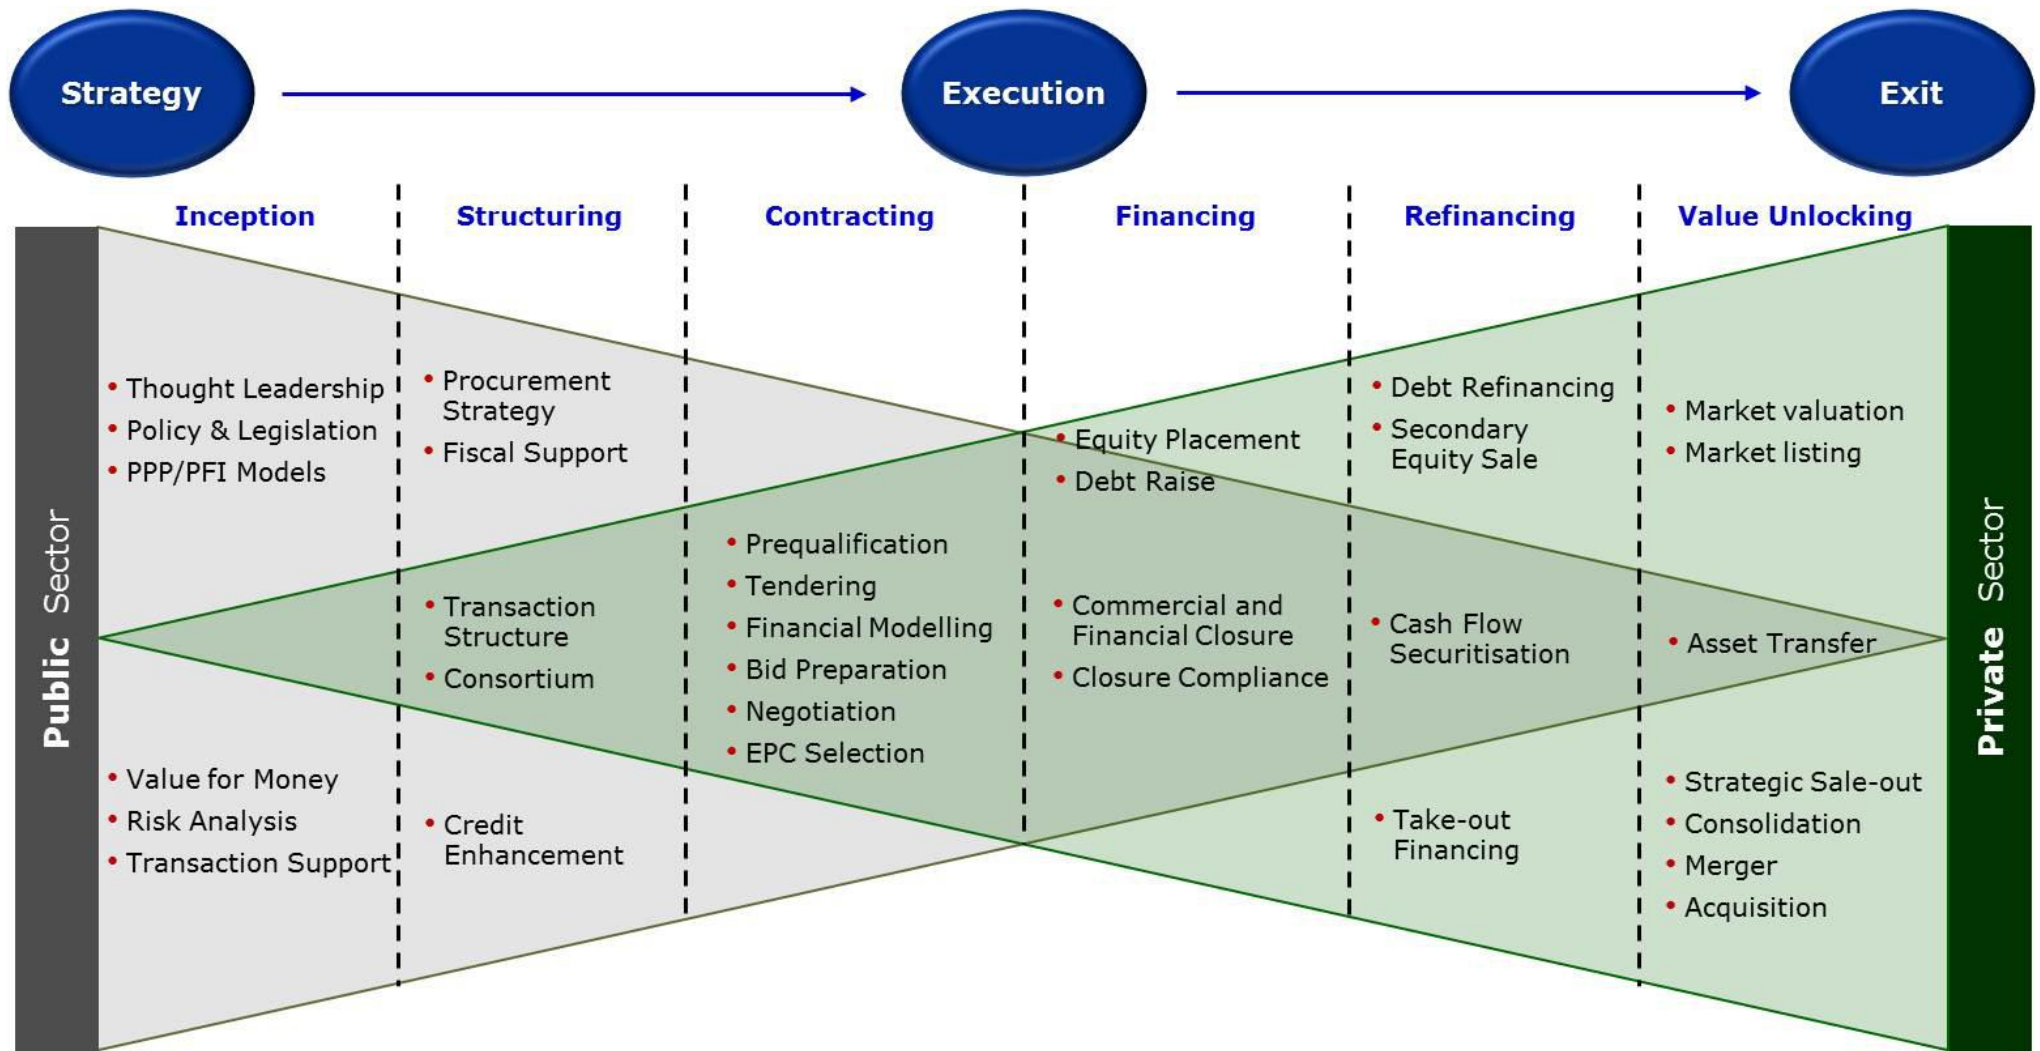 Strategy
Execution
Exit
Inception
Structuring
Contracting
Financing
Refinancing
Value Unlocking
Public Sector
• Thought Leadership
• Policy & Legislation
• PPP/PFI Models
• Value for Money
• Risk Analysis
• Transaction Support
• Procurement
Strategy
• Fiscal Support
• Transaction
Structure
• Consortium
• Credit
Enhancement
• Prequalification
• Tendering
• Financial Modelling
• Bid Preparation
• Negotiation
• EPC Selection
• Equity Placement
• Debt Raise
• Commercial and
Financial Closure
• Closure Compliance
• Debt Refinancing
• Secondary
Equity Sale
• Cash Flow
Securitisation
• Take-out
Financing
• Market valuation
• Market listing
• Asset Transfer
• Strategic Sale-out
• Consolidation
• Merger
• Acquisition
Private Sector